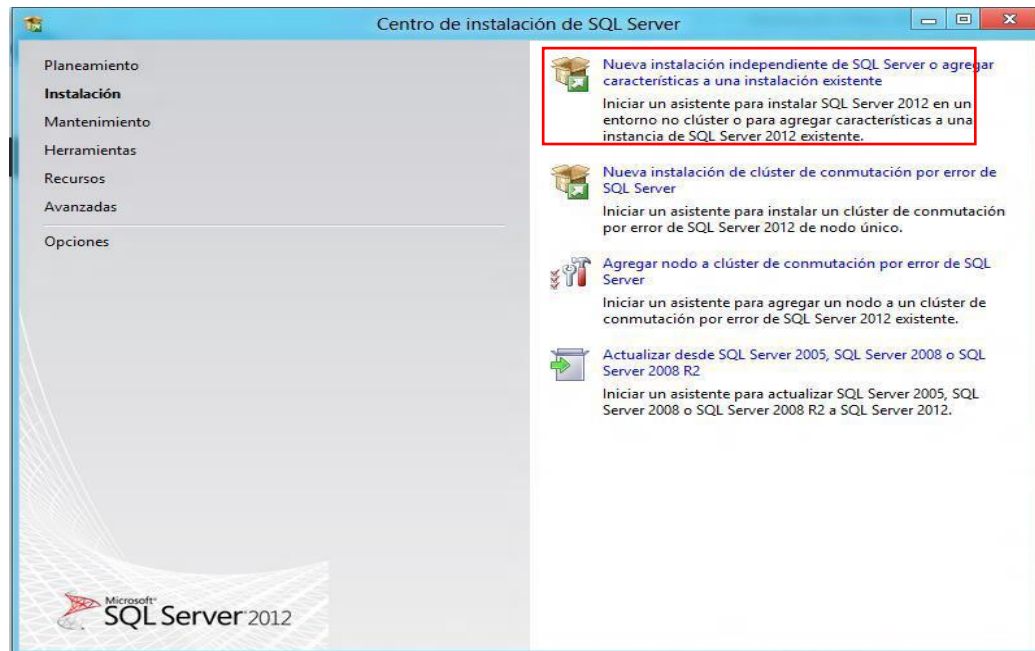 Centro de instalación de SQL Server
Planeamiento
Instalación
Mantenimiento
Herramientas
Recursos
Avanzadas
Opciones
Nueva instalación independiente de SQL Server o agregar
características a una instalación existente
Iniciar un asistente para instalar SQL Server 2012 en un
entorno no clúster o para agregar características a una
instancia de SQL Server 2012 existente.
Nueva instalación de clúster de conmutación por error de
SQL Server
Iniciar un asistente para instalar un clúster de conmutación
por error de SQL Server 2012 de nodo único.
Agregar nodo a clúster de conmutación por error de SQL
Server
Iniciar un asistente para agregar un nodo a un clúster de
conmutación por error de SQL Server 2012 existente.
Actualizar desde SQL Server 2005, SQL Server 2008 o SQL
Server 2008 R2
Iniciar un asistente para actualizar SQL Server 2005, SQL
Server 2008 o SQL Server 2008 R2 a SQL Server 2012.
Microsoft®
SQL Server 2012